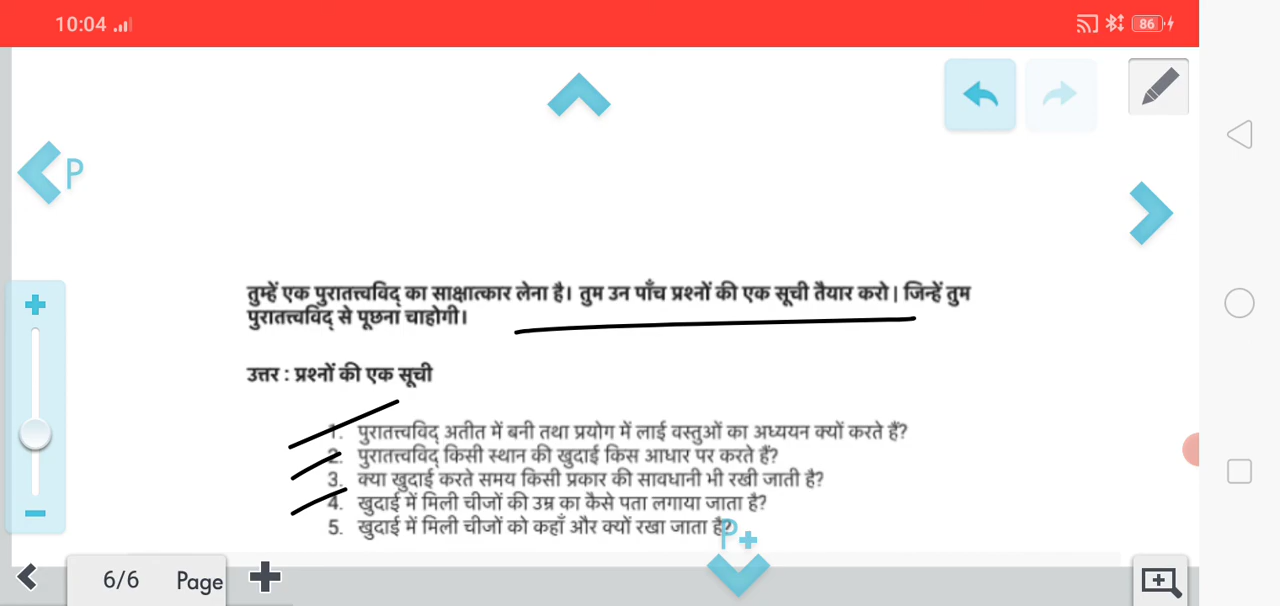 10:04
86
P
तुम्हें एक पुरातत्त्वविद् का साक्षात्कार लेना है। तुम उन पाँच प्रश्नों की एक सूची तैयार करो | जिन्हें तुम
पुरातत्त्वविद् से पूछना चाहोगी।
उत्तर : प्रश्नों की एक सूची
1. पुरातत्त्वविद् अतीत में बनी तथा प्रयोग में लाई वस्तुओं का अध्ययन क्यों करते हैं?
2. पुरातत्त्वविद् किसी स्थान की खुदाई किस आधार पर करते हैं?
3. क्या खुदाई करते समय किसी प्रकार की सावधानी भी रखी जाती है?
4. खुदाई में मिली चीजों की उम्र का कैसे पता लगाया जाता है?
5. खुदाई में मिली चीजों को कहाँ और क्यों रखा जाता है?
P+
6/6 Page